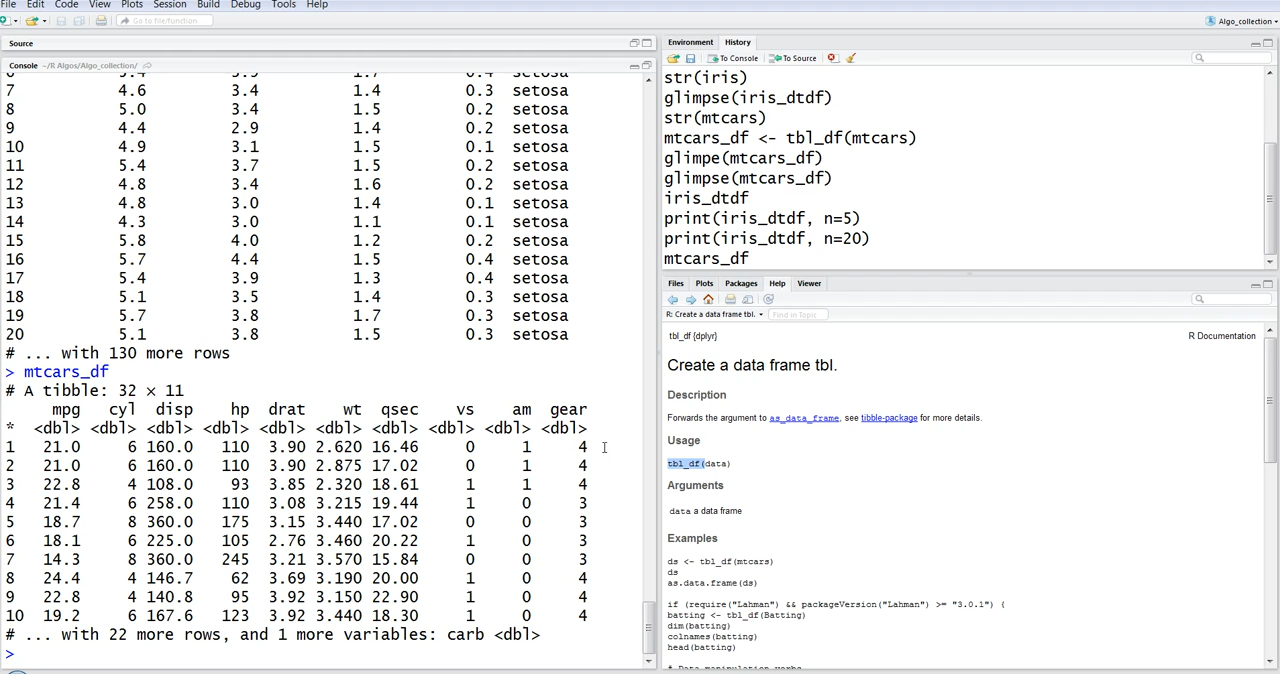 File Edit Code View Plots Session Build Debug Tools Help
Go to file/function
Algo_collection
Source
Console ~/R Algos/Algo_collection/
7 4.6 3.4 1.4 0.3 setosa
8 5.0 3.4 1.5 0.2 setosa
9 4.4 2.9 1.4 0.2 setosa
10 4.9 3.1 1.5 0.1 setosa
11 5.4 3.7 1.5 0.2 setosa
12 4.8 3.4 1.6 0.2 setosa
13 4.8 3.0 1.4 0.1 setosa
14 4.3 3.0 1.1 0.1 setosa
15 5.8 4.0 1.2 0.2 setosa
16 5.7 4.4 1.5 0.4 setosa
17 5.4 3.9 1.3 0.4 setosa
18 5.1 3.5 1.4 0.3 setosa
19 5.7 3.8 1.7 0.3 setosa
20 5.1 3.8 1.5 0.3 setosa
# ... with 130 more rows
> mtcars_df
# A tibble: 32 × 11
mpg cyl disp hp drat wt qsec vs am gear
* <dbl> <dbl> <dbl> <dbl> <dbl> <dbl> <dbl> <dbl> <dbl> <dbl>
1 21.0 6 160.0 110 3.90 2.620 16.46 0 1 4
2 21.0 6 160.0 110 3.90 2.875 17.02 0 1 4
3 22.8 4 108.0 93 3.85 2.320 18.61 1 1 4
4 21.4 6 258.0 110 3.08 3.215 19.44 1 0 3
5 18.7 8 360.0 175 3.15 3.440 17.02 0 0 3
6 18.1 6 225.0 105 2.76 3.460 20.22 1 0 3
7 14.3 8 360.0 245 3.21 3.570 15.84 0 0 3
8 24.4 4 146.7 62 3.69 3.190 20.00 1 0 4
9 22.8 4 140.8 95 3.92 3.150 22.90 1 0 4
10 19.2 6 167.6 123 3.92 3.440 18.30 1 0 4
# ... with 22 more rows, and 1 more variables: carb <dbl>
>
Environment History
To Console To Source
str(iris)
glimpse(iris_dtdf)
str(mtcars)
mtcars_df <- tbl_df(mtcars)
glimpe(mtcars_df)
glimpse(mtcars_df)
iris_dtdf
print(iris_dtdf, n=5)
print(iris_dtdf, n=20)
mtcars_df
Files Plots Packages Help Viewer
R: Create a data frame tbl. Find in Topic
tbl_df {dplyr} R Documentation
Create a data frame tbl.
Description
Forwards the argument to as_data_frame, see tibble-package for more details.
Usage
tbl_df(data)
Arguments
data a data frame
Examples
ds <- tbl_df(mtcars)
ds
as.data.frame(ds)
if (require("Lahman") && packageVersion("Lahman") >= "3.0.1") {
batting <- tbl_df(Batting)
dim(batting)
colnames(batting)
head(batting)
# Data manipulation verbs